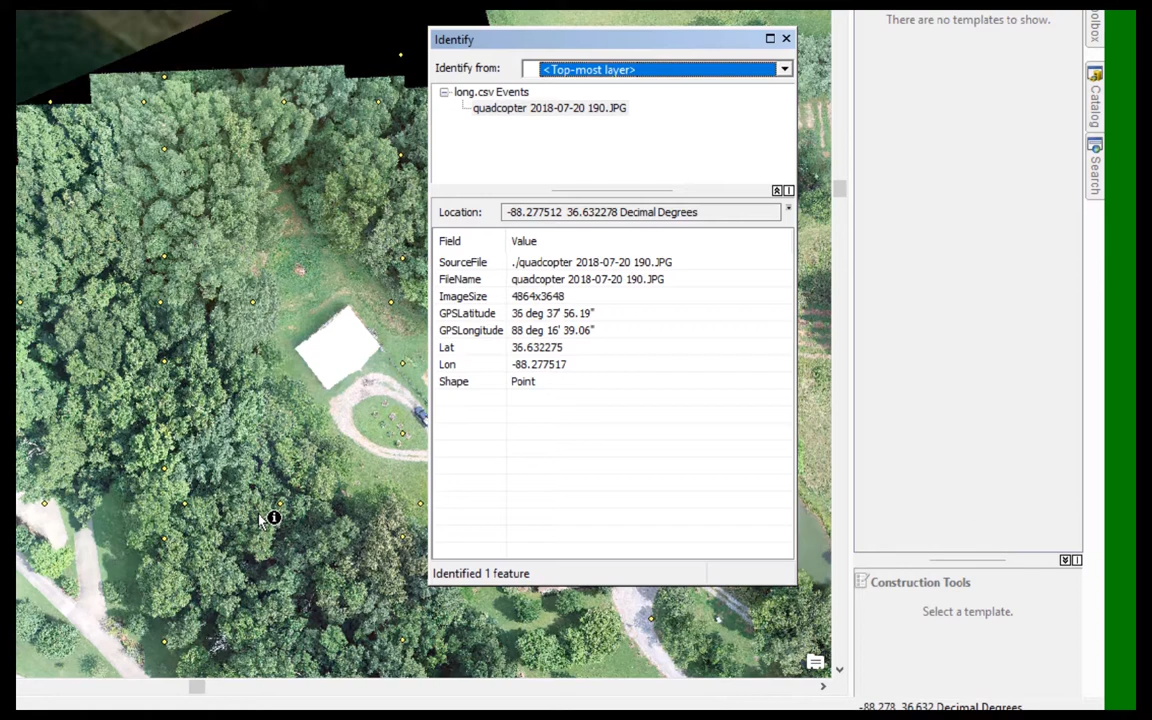 There are no templates to show.
olbox
Catalog
Search
Identify
Identify from: <Top-most layer>
long.csv Events
quadcopter 2018-07-20 190.JPG
Location: -88.277512 36.632278 Decimal Degrees
Field Value
SourceFile ./quadcopter 2018-07-20 190.JPG
FileName quadcopter 2018-07-20 190.JPG
ImageSize 4864x3648
GPSLatitude 36 deg 37' 56.19"
GPSLongitude 88 deg 16' 39.06"
Lat 36.632275
Lon -88.277517
Shape Point
Identified 1 feature
Construction Tools
Select a template.
-88.278 36.632 Decimal Degrees